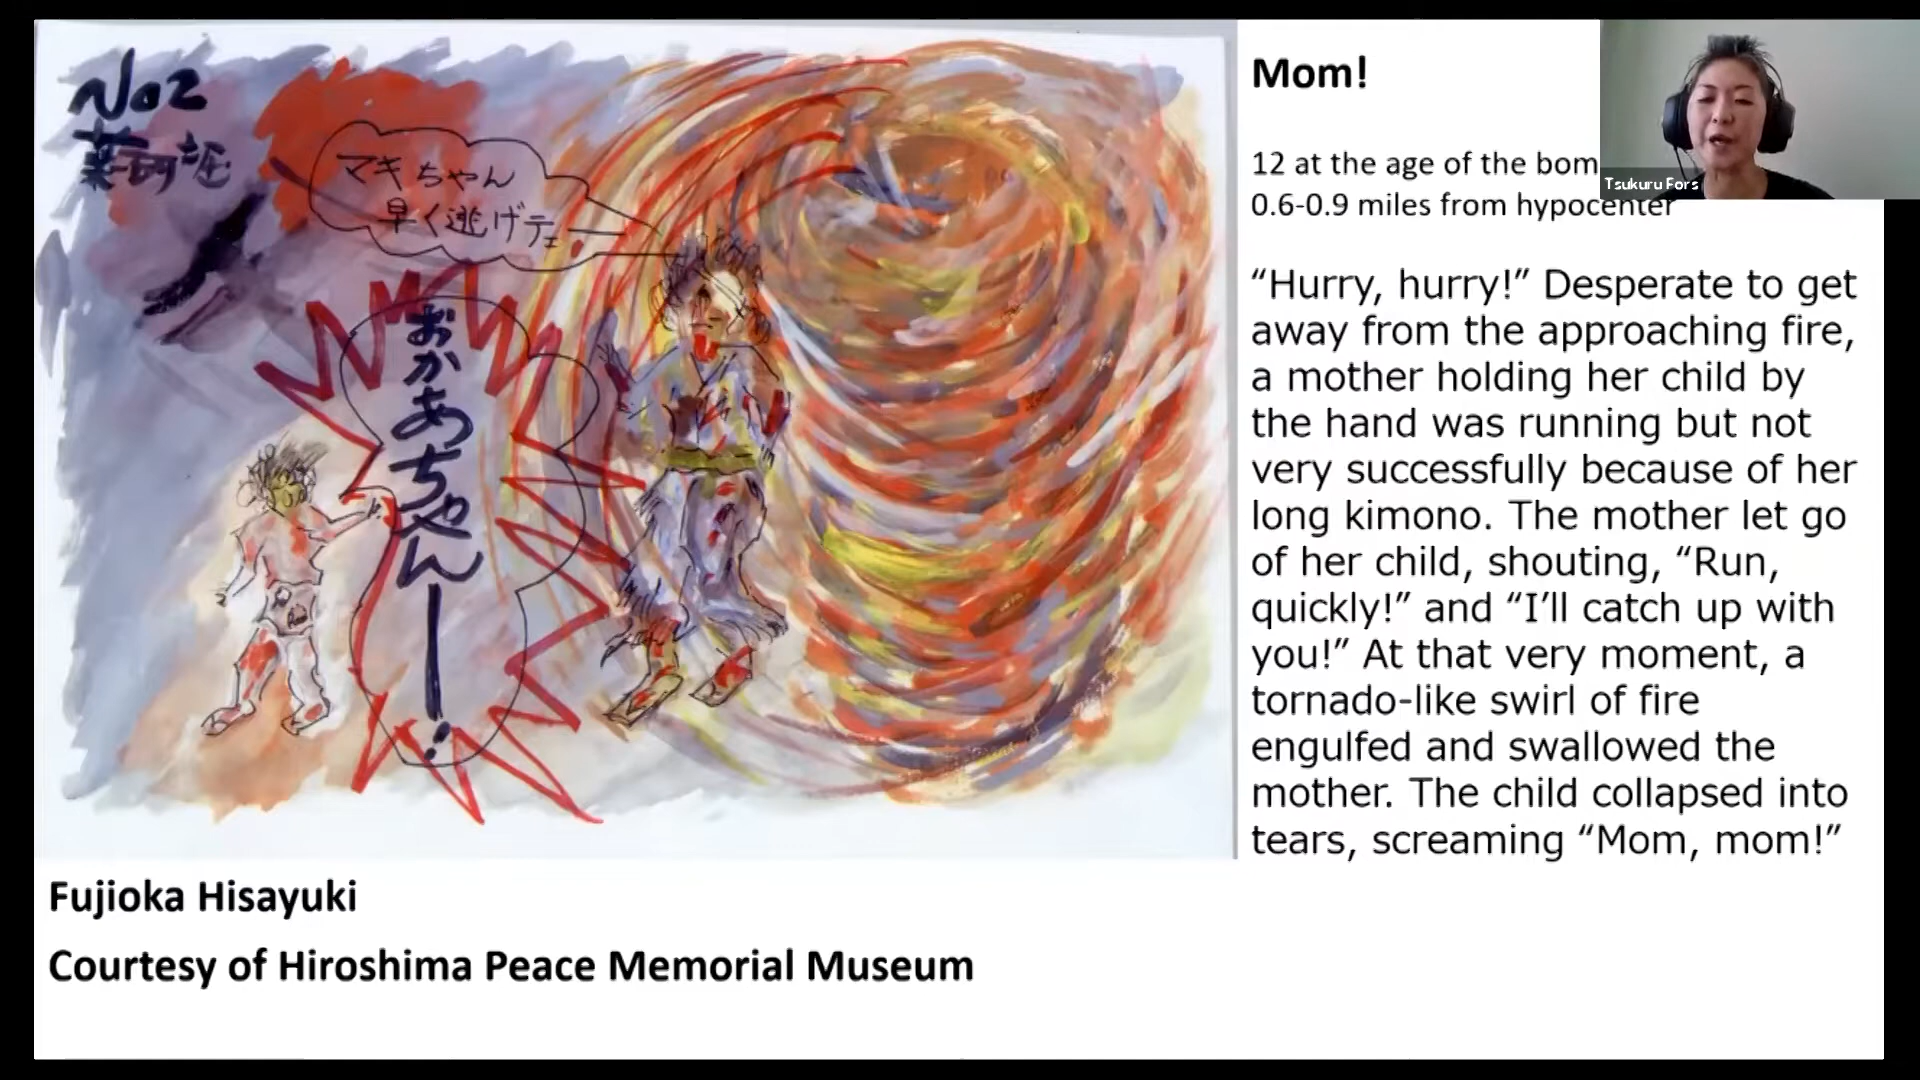 No2
薬研堀
マキちゃん
早く逃げテェー
おかあちゃんー!
Mom!
12 at the age of the bom
0.6-0.9 miles from hypocenter
“Hurry, hurry!” Desperate to get
away from the approaching fire,
a mother holding her child by
the hand was running but not
very successfully because of her
long kimono. The mother let go
of her child, shouting, “Run,
quickly!” and “I’ll catch up with
you!” At that very moment, a
tornado-like swirl of fire
engulfed and swallowed the
mother. The child collapsed into
tears, screaming “Mom, mom!”
Tsukuru Fors
Fujioka Hisayuki
Courtesy of Hiroshima Peace Memorial Museum